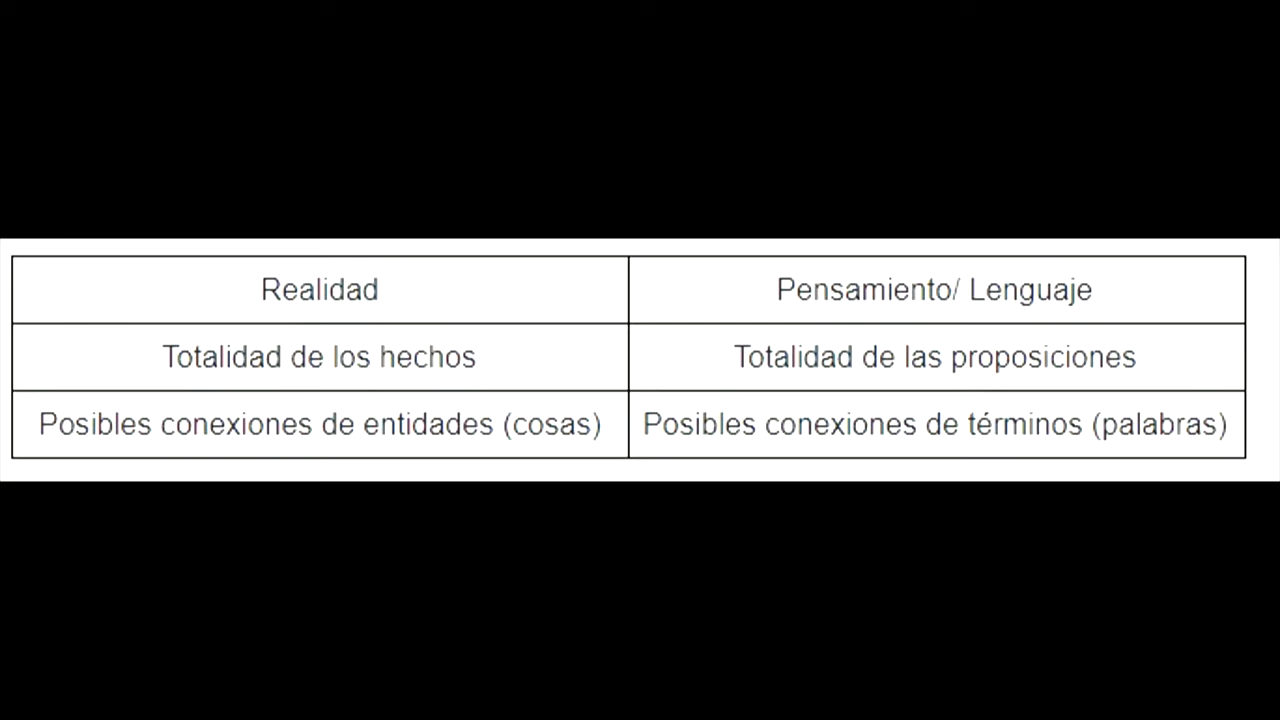 Realidad
Pensamiento/ Lenguaje
Totalidad de los hechos
Totalidad de las proposiciones
Posibles conexiones de entidades (cosas)
Posibles conexiones de términos (palabras)